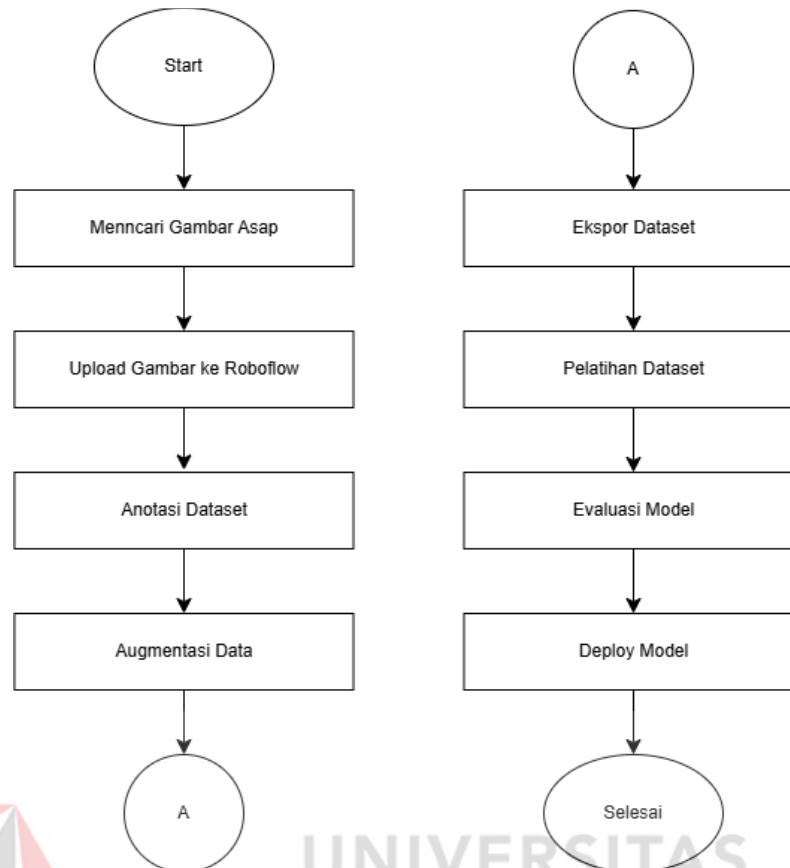 Start
Menncari Gambar Asap
Upload Gambar ke Roboflow
Anotasi Dataset
Augmentasi Data
A
A
Ekspor Dataset
Pelatihan Dataset
Evaluasi Model
Deploy Model
Selesai
UNIVERSITAS